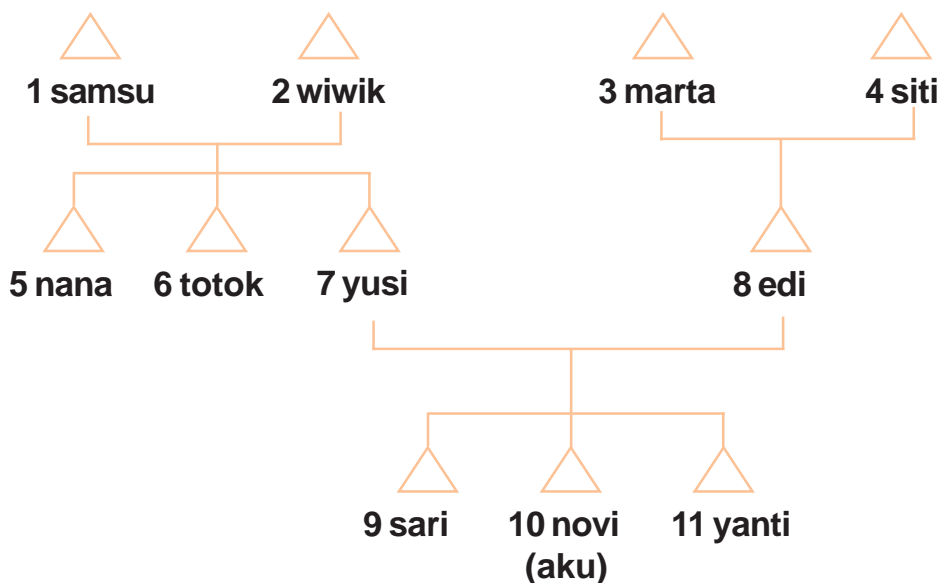 1 samsu
2 wiwik
3 marta
4 siti
5 nana
6 totok
7 yusi
8 edi
9 sari
10 novi
(aku)
11 yanti